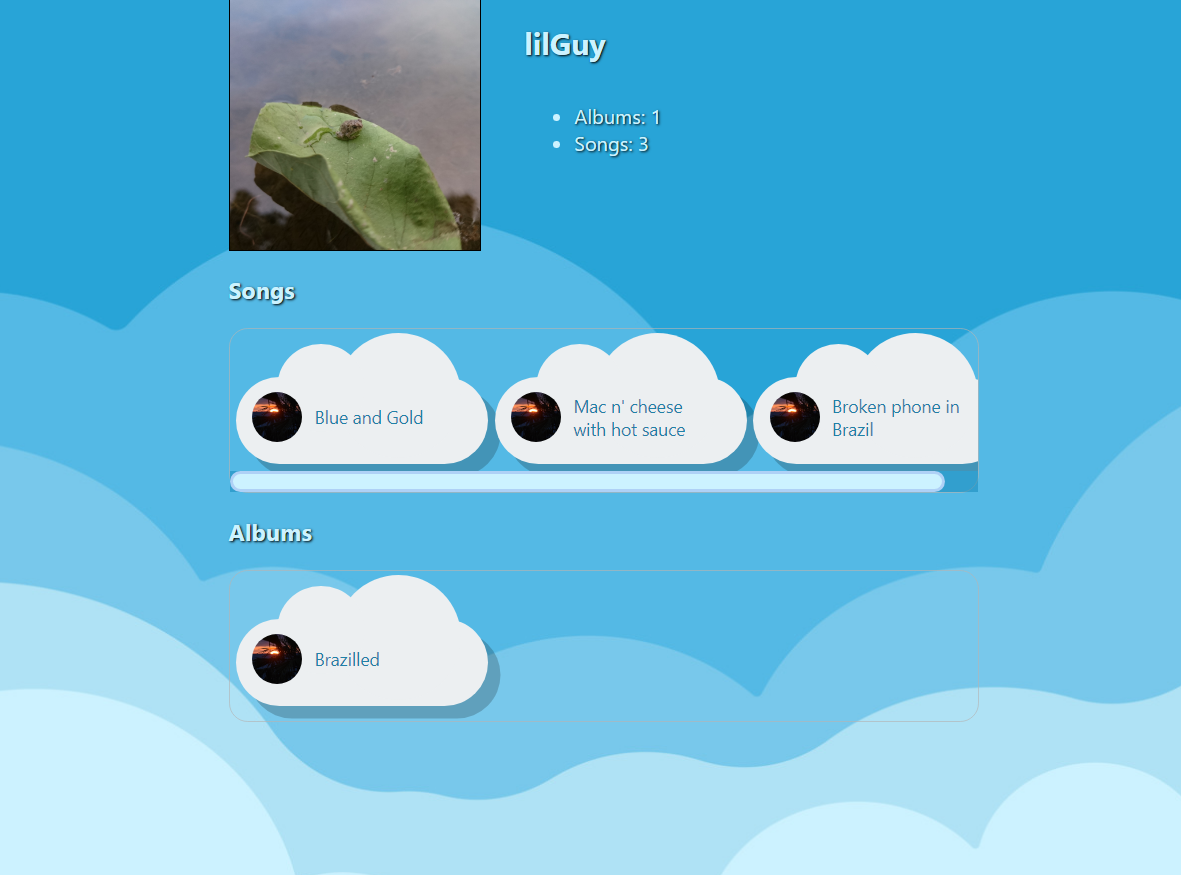 lilGuy
Albums: 1
Songs: 3
Songs
Blue and Gold
Mac n' cheese
with hot sauce
Broken phone in
Brazil
Albums
Brazilled